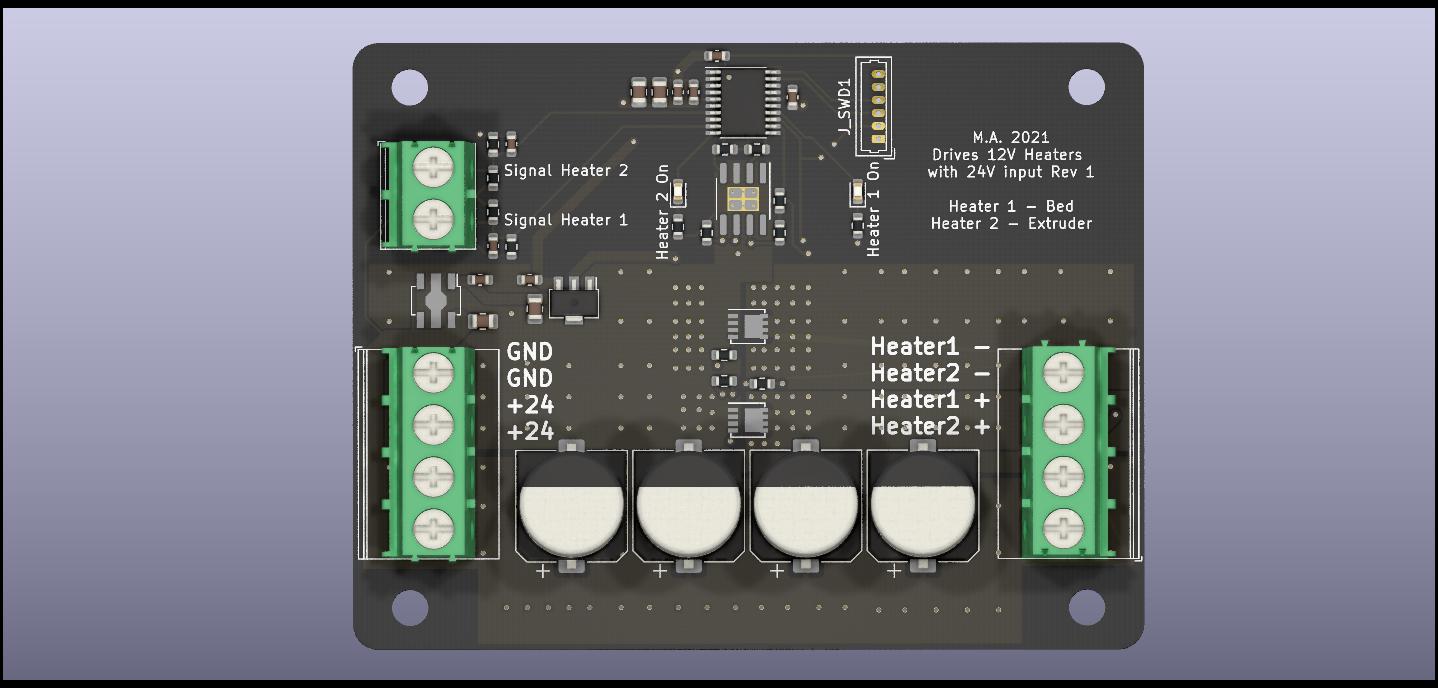 J_SWD1
M.A. 2021
Drives 12V Heaters
with 24V input Rev 1
Heater 1 - Bed
Heater 2 - Extruder
Signal Heater 2
Signal Heater 1
Heater 2 On
Heater 1 On
GND
GND
+24
+24
Heater1 -
Heater2 -
Heater1 +
Heater2 +
+ + + +